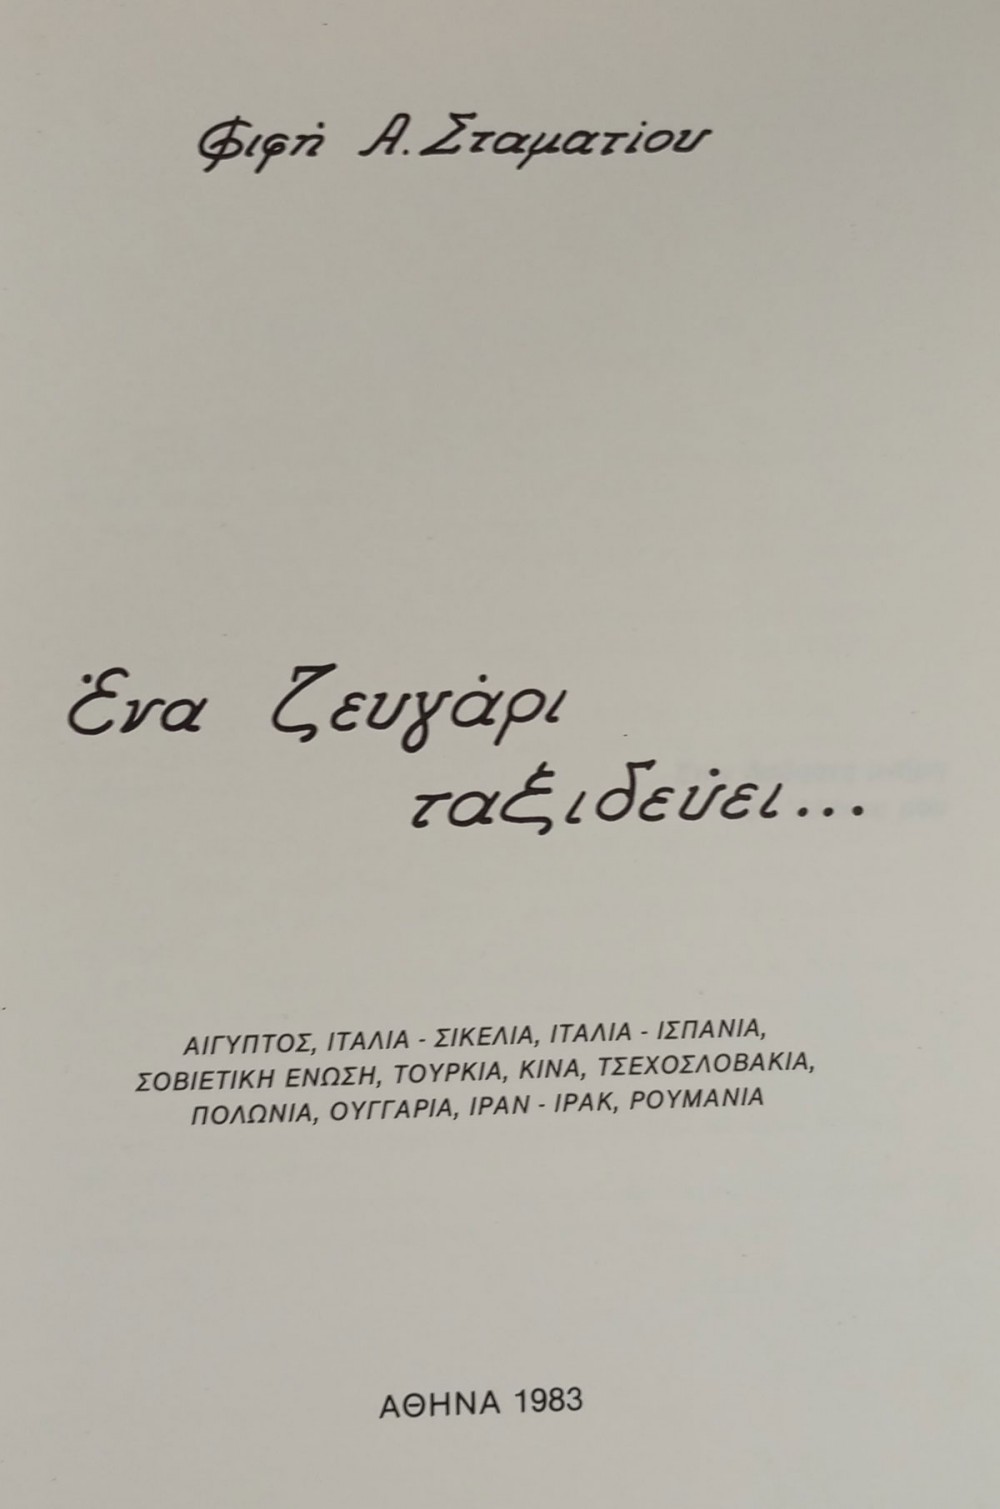 Φιφή Α. Σταματίου
Ένα ζευγάρι
ταξιδεύει...
ΑΙΓΥΠΤΟΣ, ΙΤΑΛΙΑ - ΣΙΚΕΛΙΑ, ΙΤΑΛΙΑ - ΙΣΠΑΝΙΑ,
ΣΟΒΙΕΤΙΚΗ ΕΝΩΣΗ, ΤΟΥΡΚΙΑ, ΚΙΝΑ, ΤΣΕΧΟΣΛΟΒΑΚΙΑ,
ΠΟΛΩΝΙΑ, ΟΥΓΓΑΡΙΑ, ΙΡΑΝ - ΙΡΑΚ, ΡΟΥΜΑΝΙΑ
ΑΘΗΝΑ 1983